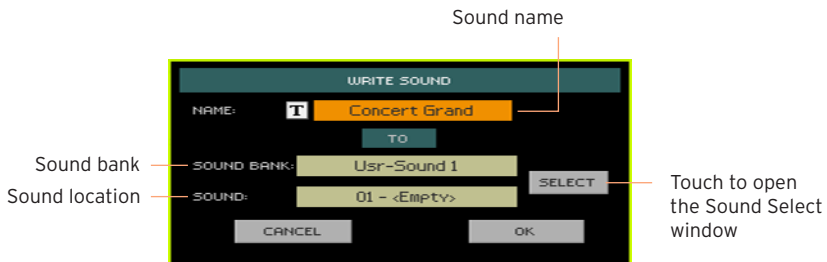 Sound name
WRITE SOUND
NAME: T Concert Grand
TO
Sound bank
SOUND BANK: Usr-Sound 1
Sound location
SOUND: 01 - <Empty>
SELECT
Touch to open
the Sound Select
window
CANCEL OK